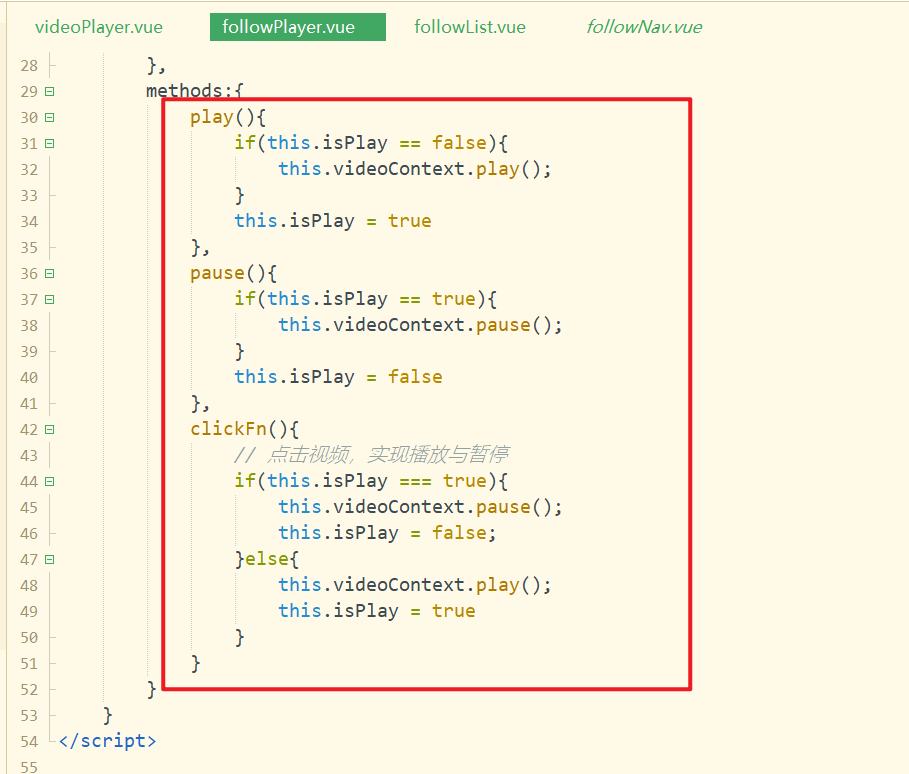 videoPlayer.vue followPlayer.vue followList.vue followNav.vue
28 },
29 methods:{
30 play(){
31 if(this.isPlay == false){
32 this.videoContext.play();
33 }
34 this.isPlay = true
35 },
36 pause(){
37 if(this.isPlay == true){
38 this.videoContext.pause();
39 }
40 this.isPlay = false
41 },
42 clickFn(){
43 // 点击视频，实现播放与暂停
44 if(this.isPlay === true){
45 this.videoContext.pause();
46 this.isPlay = false;
47 }else{
48 this.videoContext.play();
49 this.isPlay = true
50 }
51 }
52 }
53 }
54 </script>
55